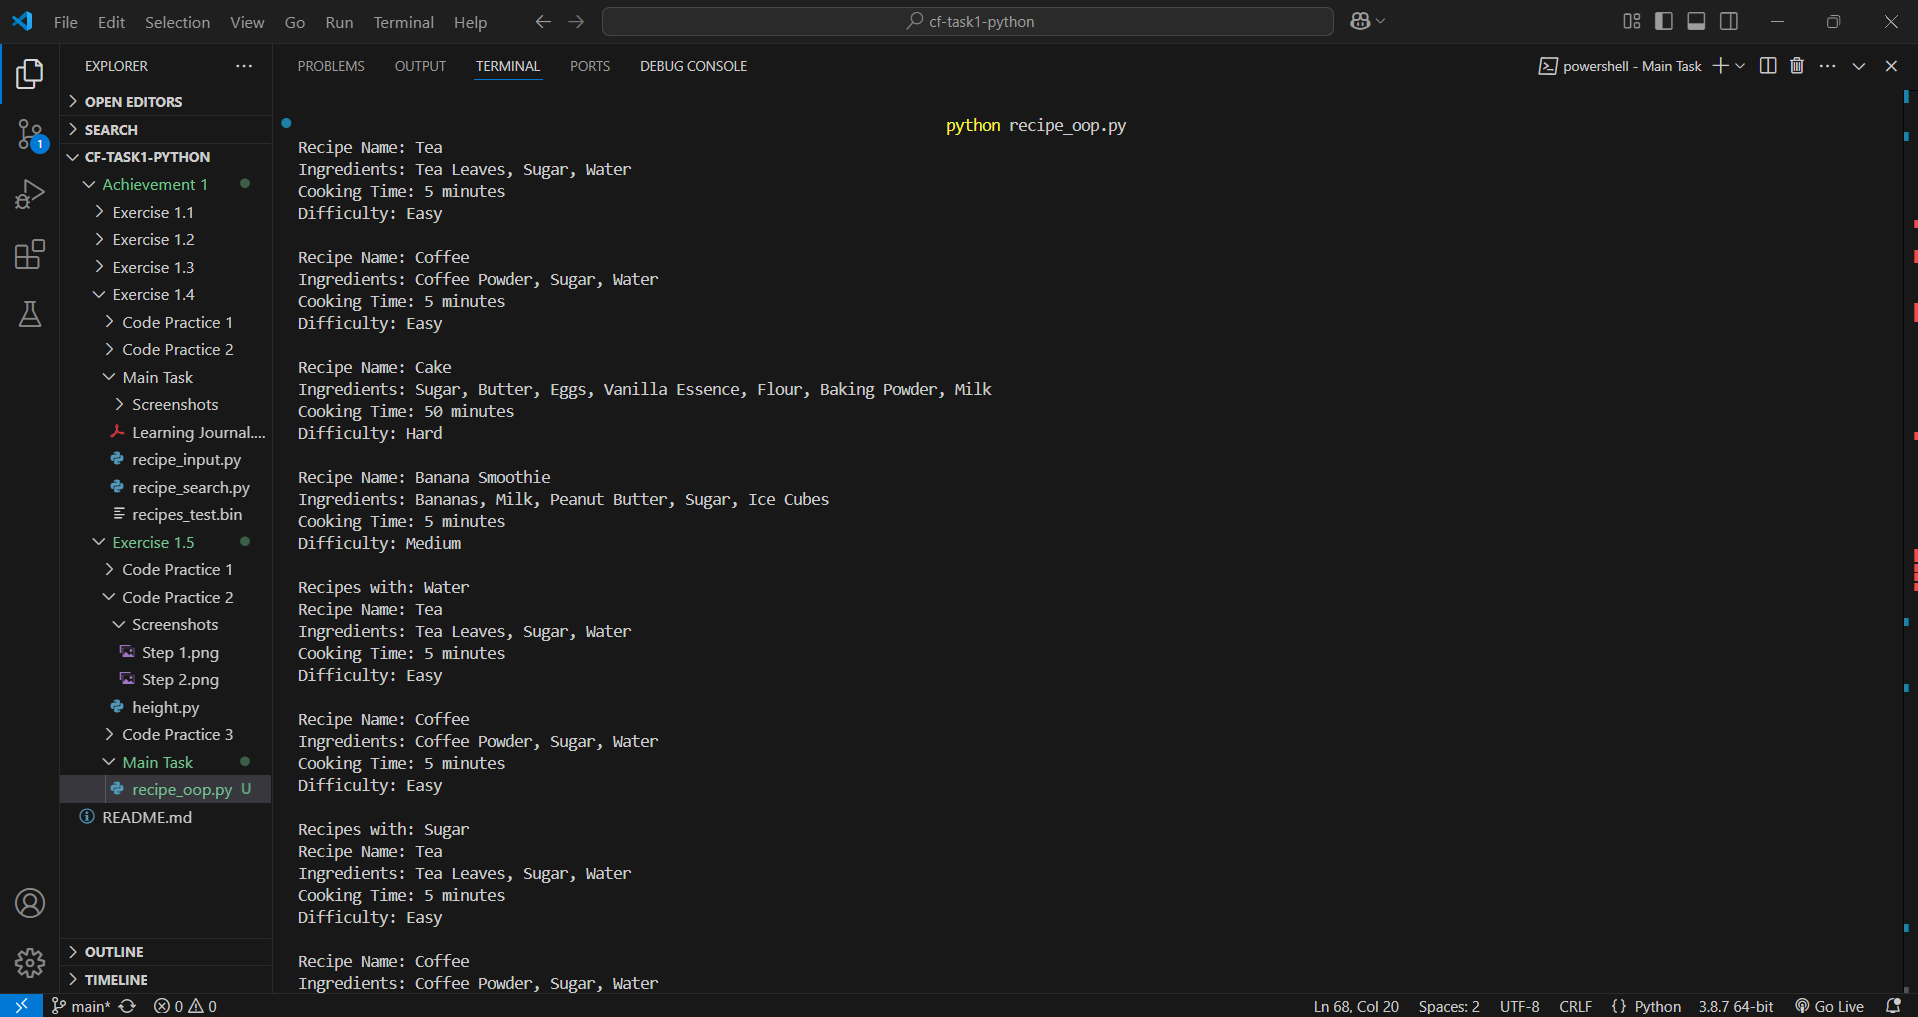 File Edit Selection View Go Run Terminal Help cf-task1-python
EXPLORER
OPEN EDITORS
SEARCH
CF-TASK1-PYTHON
Achievement 1
Exercise 1.1
Exercise 1.2
Exercise 1.3
Exercise 1.4
Code Practice 1
Code Practice 2
Main Task
Screenshots
Learning Journal....
recipe_input.py
recipe_search.py
recipes_test.bin
Exercise 1.5
Code Practice 1
Code Practice 2
Screenshots
Step 1.png
Step 2.png
height.py
Code Practice 3
Main Task
recipe_oop.py U
README.md
OUTLINE
TIMELINE
1
PROBLEMS OUTPUT TERMINAL PORTS DEBUG CONSOLE powershell - Main Task
python recipe_oop.py
Recipe Name: Tea
Ingredients: Tea Leaves, Sugar, Water
Cooking Time: 5 minutes
Difficulty: Easy
Recipe Name: Coffee
Ingredients: Coffee Powder, Sugar, Water
Cooking Time: 5 minutes
Difficulty: Easy
Recipe Name: Cake
Ingredients: Sugar, Butter, Eggs, Vanilla Essence, Flour, Baking Powder, Milk
Cooking Time: 50 minutes
Difficulty: Hard
Recipe Name: Banana Smoothie
Ingredients: Bananas, Milk, Peanut Butter, Sugar, Ice Cubes
Cooking Time: 5 minutes
Difficulty: Medium
Recipes with: Water
Recipe Name: Tea
Ingredients: Tea Leaves, Sugar, Water
Cooking Time: 5 minutes
Difficulty: Easy
Recipe Name: Coffee
Ingredients: Coffee Powder, Sugar, Water
Cooking Time: 5 minutes
Difficulty: Easy
Recipes with: Sugar
Recipe Name: Tea
Ingredients: Tea Leaves, Sugar, Water
Cooking Time: 5 minutes
Difficulty: Easy
Recipe Name: Coffee
Ingredients: Coffee Powder, Sugar, Water
main* 0 0 Ln 68, Col 20 Spaces: 2 UTF-8 CRLF {} Python 3.8.7 64-bit Go Live